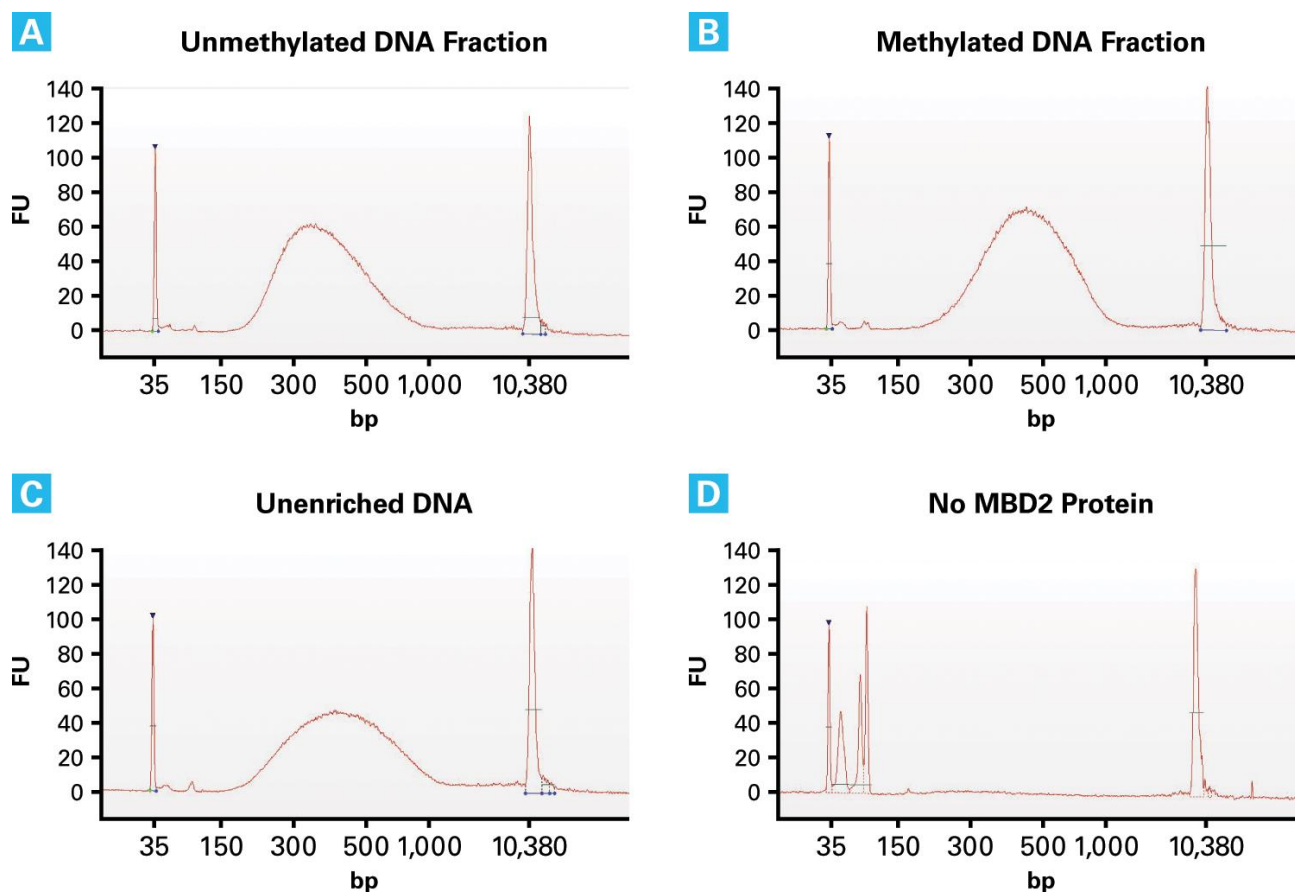 A
Unmethylated DNA Fraction
140
120
100
80
60
40
20
0
FU
35 150 300 500 1,000 10,380
bp
B
Methylated DNA Fraction
140
120
100
80
60
40
20
0
FU
35 150 300 500 1,000 10,380
bp
C
Unenriched DNA
140
120
100
80
60
40
20
0
FU
35 150 300 500 1,000 10,380
bp
D
No MBD2 Protein
140
120
100
80
60
40
20
0
FU
35 150 300 500 1,000 10,380
bp